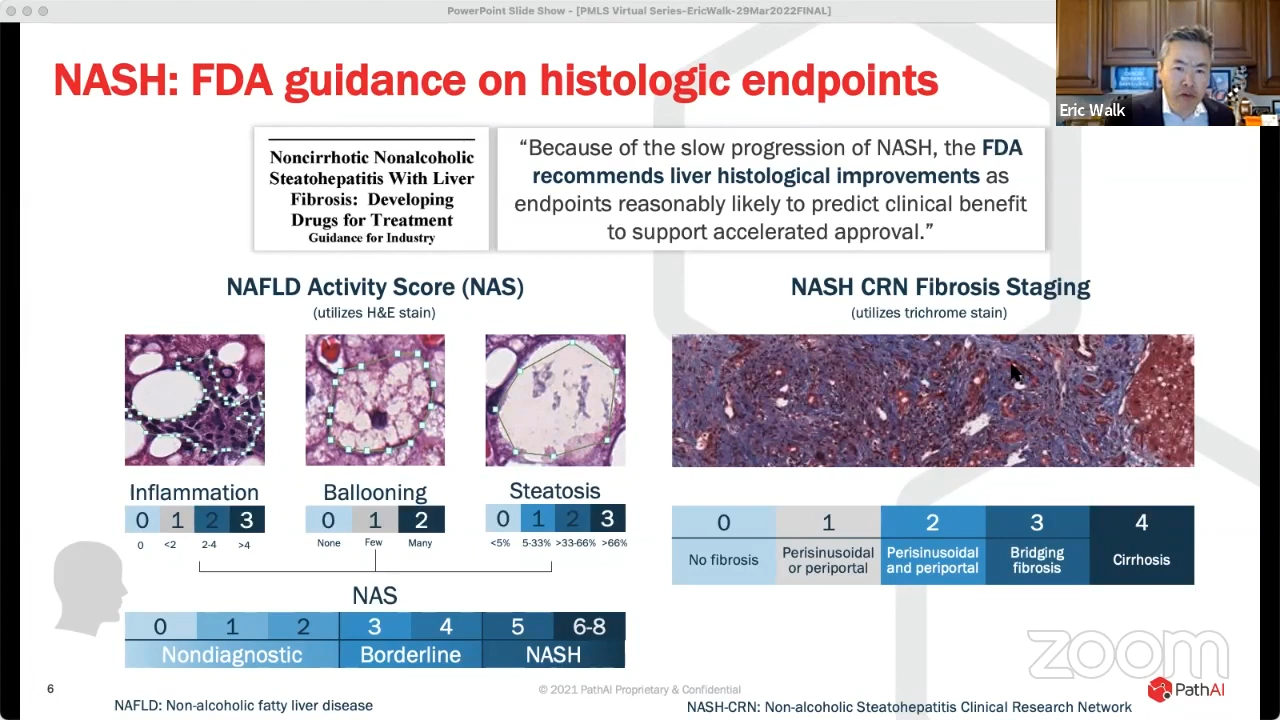 PowerPoint Slide Show - [PMLS Virtual Series-EricWalk-29Mar2022FINAL]
NASH: FDA guidance on histologic endpoints
Eric Walk
Noncirrhotic Nonalcoholic
Steatohepatitis With Liver
Fibrosis: Developing
Drugs for Treatment
Guidance for Industry
“Because of the slow progression of NASH, the FDA
recommends liver histological improvements as
endpoints reasonably likely to predict clinical benefit
to support accelerated approval.”
NAFLD Activity Score (NAS)
(utilizes H&E stain)
Inflammation
0 1 2 3
0 <2 2-4 >4
Ballooning
0 1 2
None Few Many
Steatosis
0 1 2 3
<5% 5-33% >33-66% >66%
NAS
0 1 2 3 4 5 6-8
Nondiagnostic Borderline NASH
NASH CRN Fibrosis Staging
(utilizes trichrome stain)
0 1 2 3 4
No fibrosis
Perisinusoidal
or periportal
Perisinusoidal
and periportal
Bridging
fibrosis
Cirrhosis
zoom
PathAI
6
© 2021 PathAI Proprietary & Confidential
NAFLD: Non-alcoholic fatty liver disease
NASH-CRN: Non-alcoholic Steatohepatitis Clinical Research Network